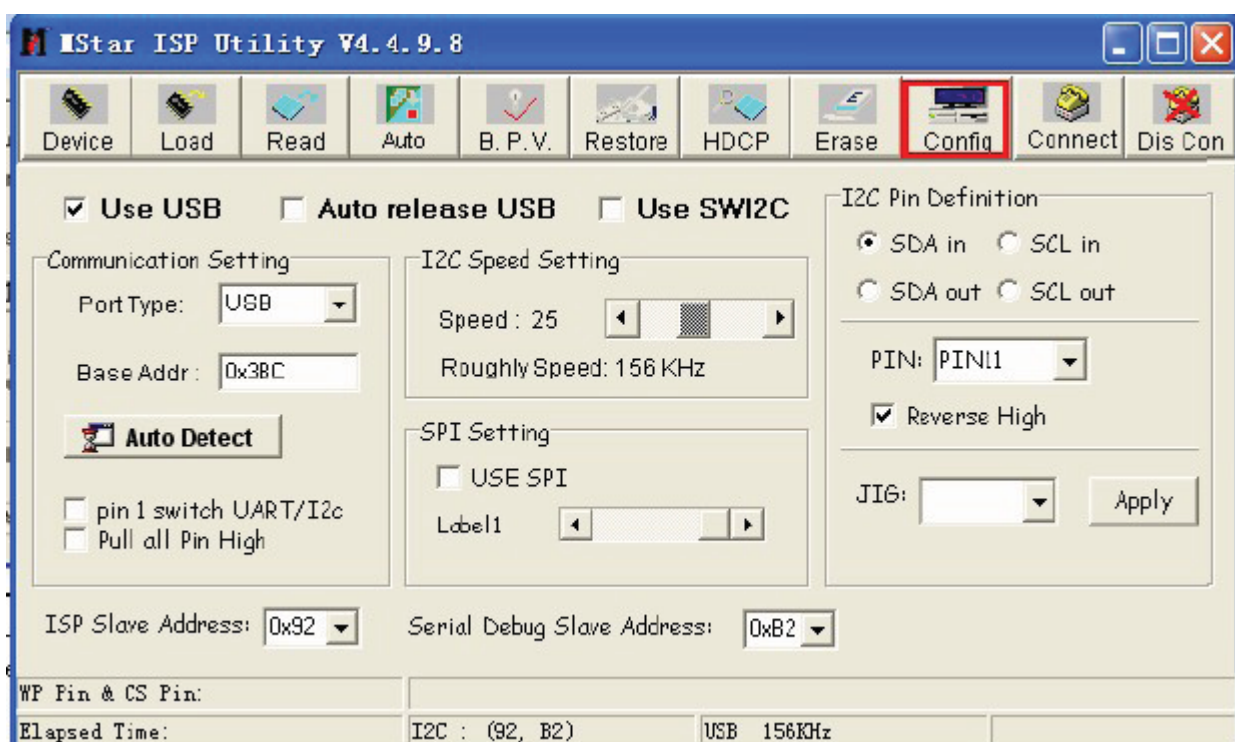 MStar ISP Utility V4.4.9.8
Device Load Read Auto B.P.V. Restore HDCP Erase Config Connect Dis Con
Use USB Auto release USB Use SWI2C
Communication Setting
Port Type: USB
Base Addr: 0x3BC
Auto Detect
pin 1 switch UART/I2c
Pull all Pin High
I2C Speed Setting
Speed : 25
Roughly Speed: 156 KHz
SPI Setting
USE SPI
Label1
I2C Pin Definition
SDA in SCL in
SDA out SCL out
PIN: PIN11
Reverse High
JIG: Apply
ISP Slave Address: 0x92 Serial Debug Slave Address: 0xB2
WP Pin & CS Pin:
Elapsed Time: I2C : (92, B2) USB 156KHz